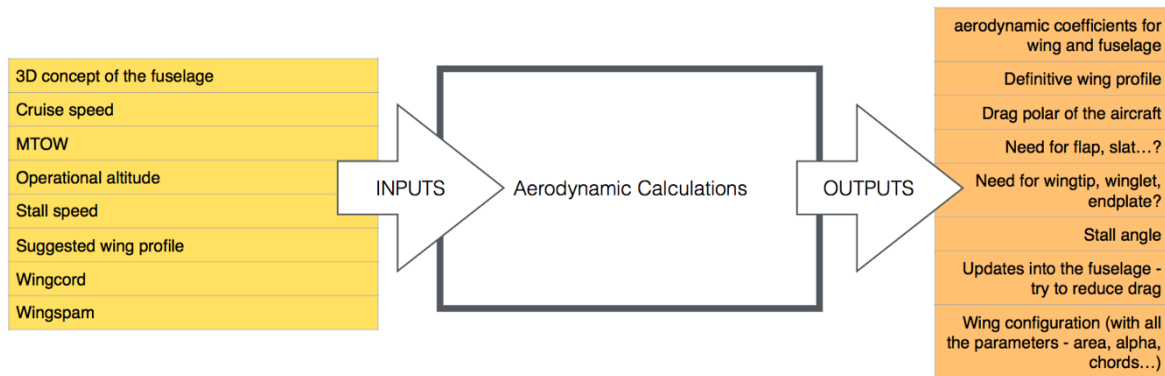 3D concept of the fuselage
Cruise speed
MTOW
Operational altitude
Stall speed
Suggested wing profile
Wingcord
Wingspam
INPUTS
Aerodynamic Calculations
OUTPUTS
aerodynamic coefficients for
wing and fuselage
Definitive wing profile
Drag polar of the aircraft
Need for flap, slat…?
Need for wingtip, winglet,
endplate?
Stall angle
Updates into the fuselage -
try to reduce drag
Wing configuration (with all
the parameters - area, alpha,
chords…)